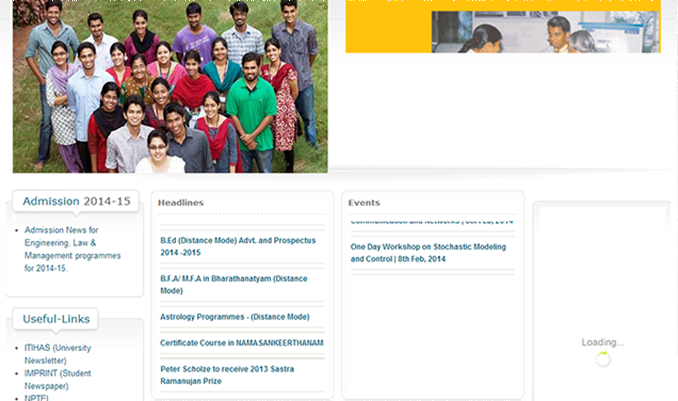 Admission 2014-15
Admission News for
Engineering, Law &
Management programmes
for 2014-15.
Useful-Links
ITIHAS (University
Newsletter)
IMPRINT (Student
Newspaper)
NPTEL
Headlines
B.Ed (Distance Mode) Advt. and Prospectus
2014 -2015
B.F.A/ M.F.A in Bharathanatyam (Distance
Mode)
Astrology Programmes - (Distance Mode)
Certificate Course in NAMASANKEERTHANAM
Peter Scholze to receive 2013 Sastra
Ramanujan Prize
Events
Communication and Networks | 8th Feb, 2014
One Day Workshop on Stochastic Modeling
and Control | 8th Feb, 2014
Loading...